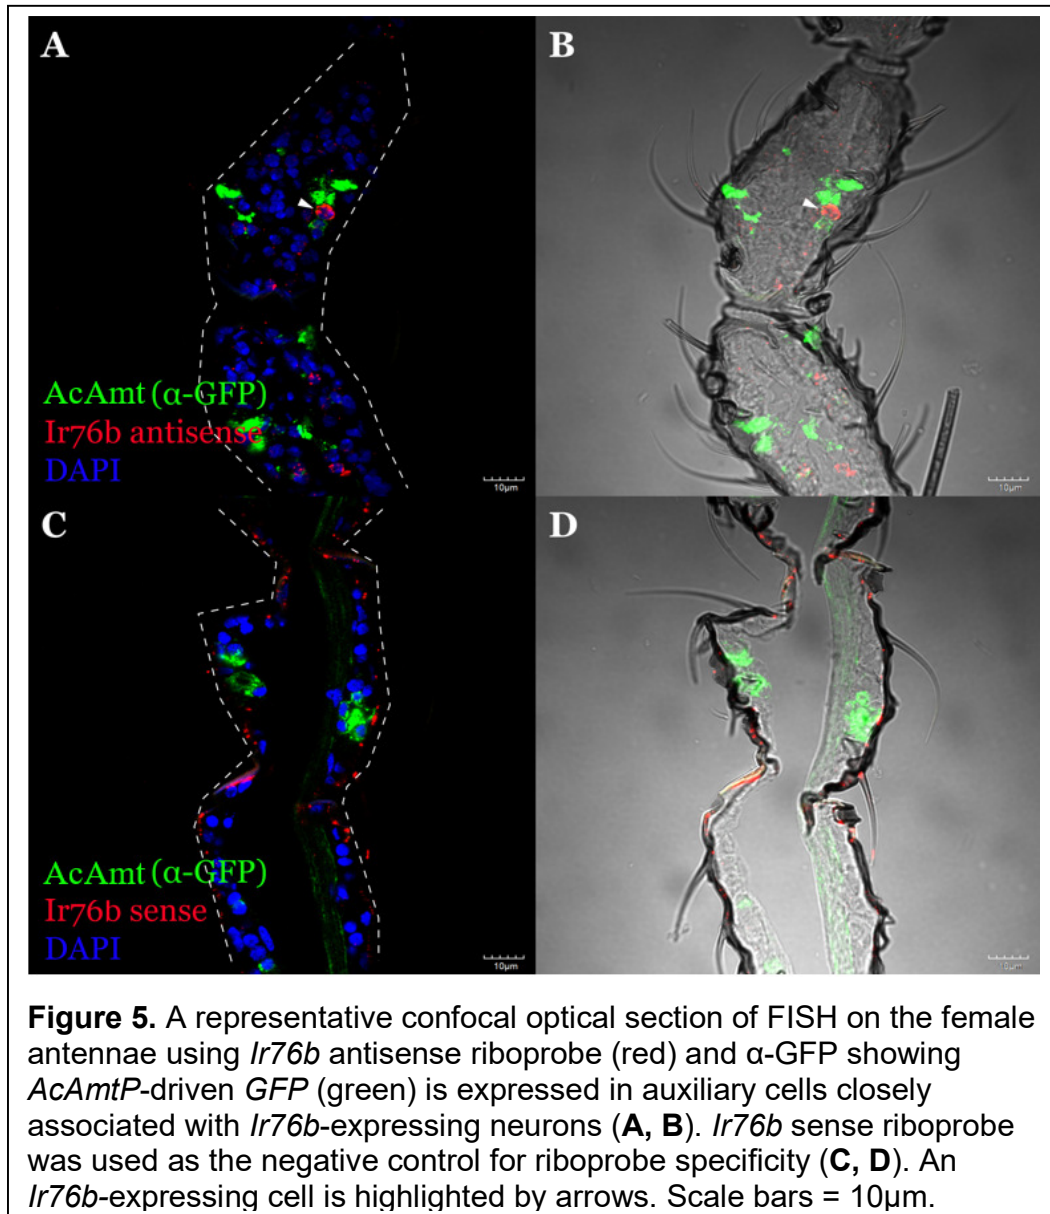 A
B
AcAmt (α-GFP)
Ir76b antisense
DAPI
10µm
10µm
C
D
AcAmt (α-GFP)
Ir76b sense
DAPI
10µm
10µm
Figure 5. A representative confocal optical section of FISH on the female
antennae using Ir76b antisense riboprobe (red) and α-GFP showing
AcAmtP-driven GFP (green) is expressed in auxiliary cells closely
associated with Ir76b-expressing neurons (A, B). Ir76b sense riboprobe
was used as the negative control for riboprobe specificity (C, D). An
Ir76b-expressing cell is highlighted by arrows. Scale bars = 10µm.